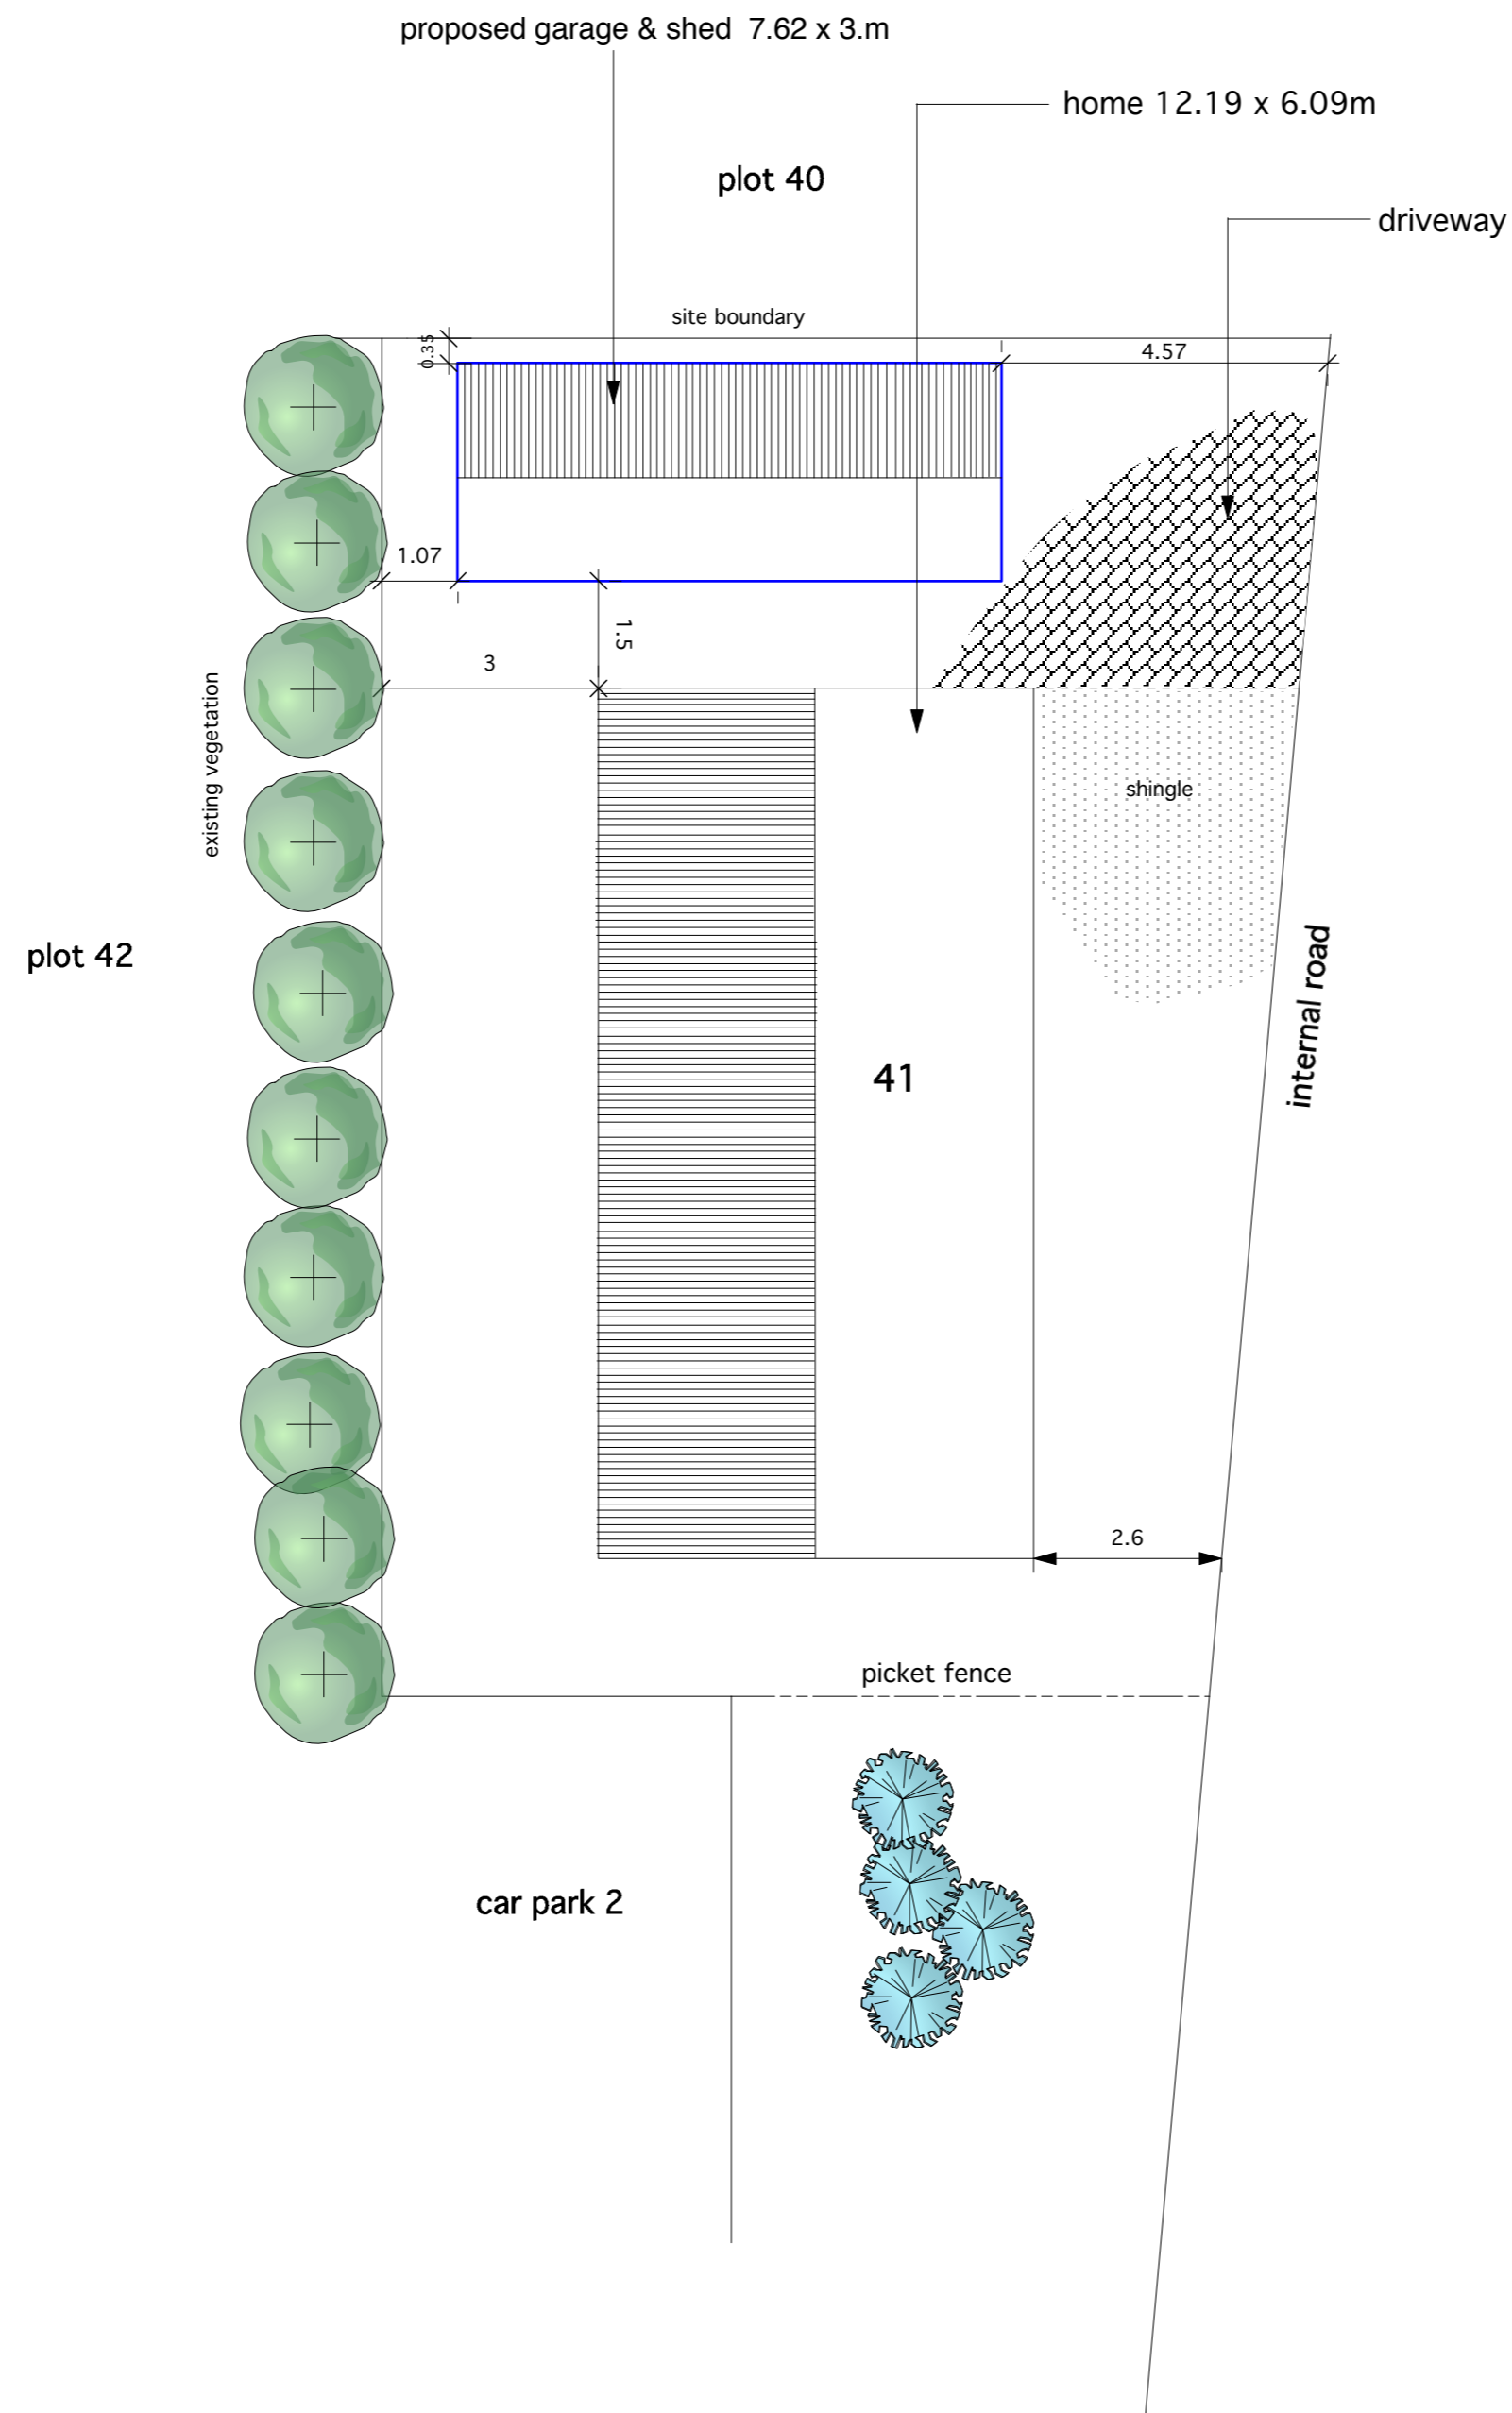 proposed garage & shed 7.62 x 3.m
home 12.19 x 6.09m
plot 40
driveway
site boundary
0.35
4.57
1.07
1.5
3
existing vegetation
shingle
plot 42
internal road
41
2.6
picket fence
car park 2